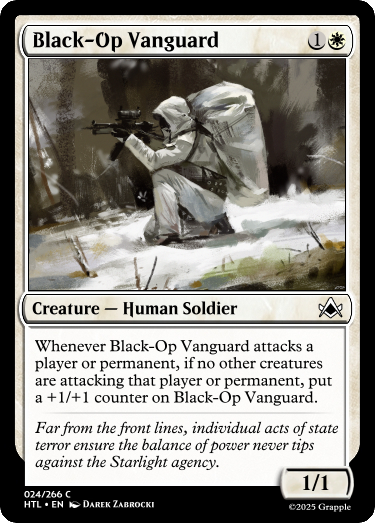 Black-Op Vanguard 1
Creature — Human Soldier
Whenever Black-Op Vanguard attacks a
player or permanent, if no other creatures
are attacking that player or permanent, put
a +1/+1 counter on Black-Op Vanguard.
Far from the front lines, individual acts of state
terror ensure the balance of power never tips
against the Starlight agency.
1/1
024/266 C
HTL • EN Darek Zabrocki
©2025 Grapple